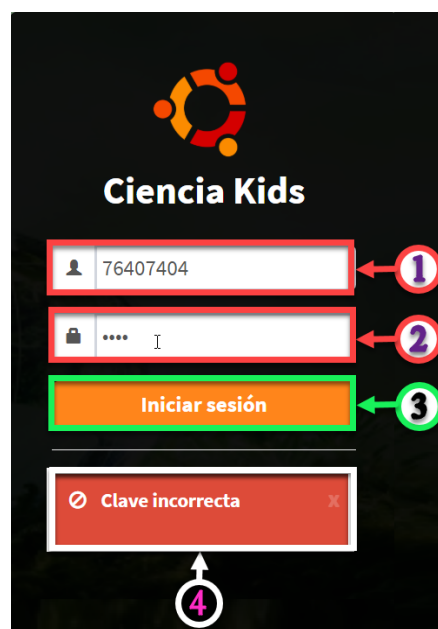 Ciencia Kids
76407404
1
••••
2
Iniciar sesión
3
Clave incorrecta
x
4